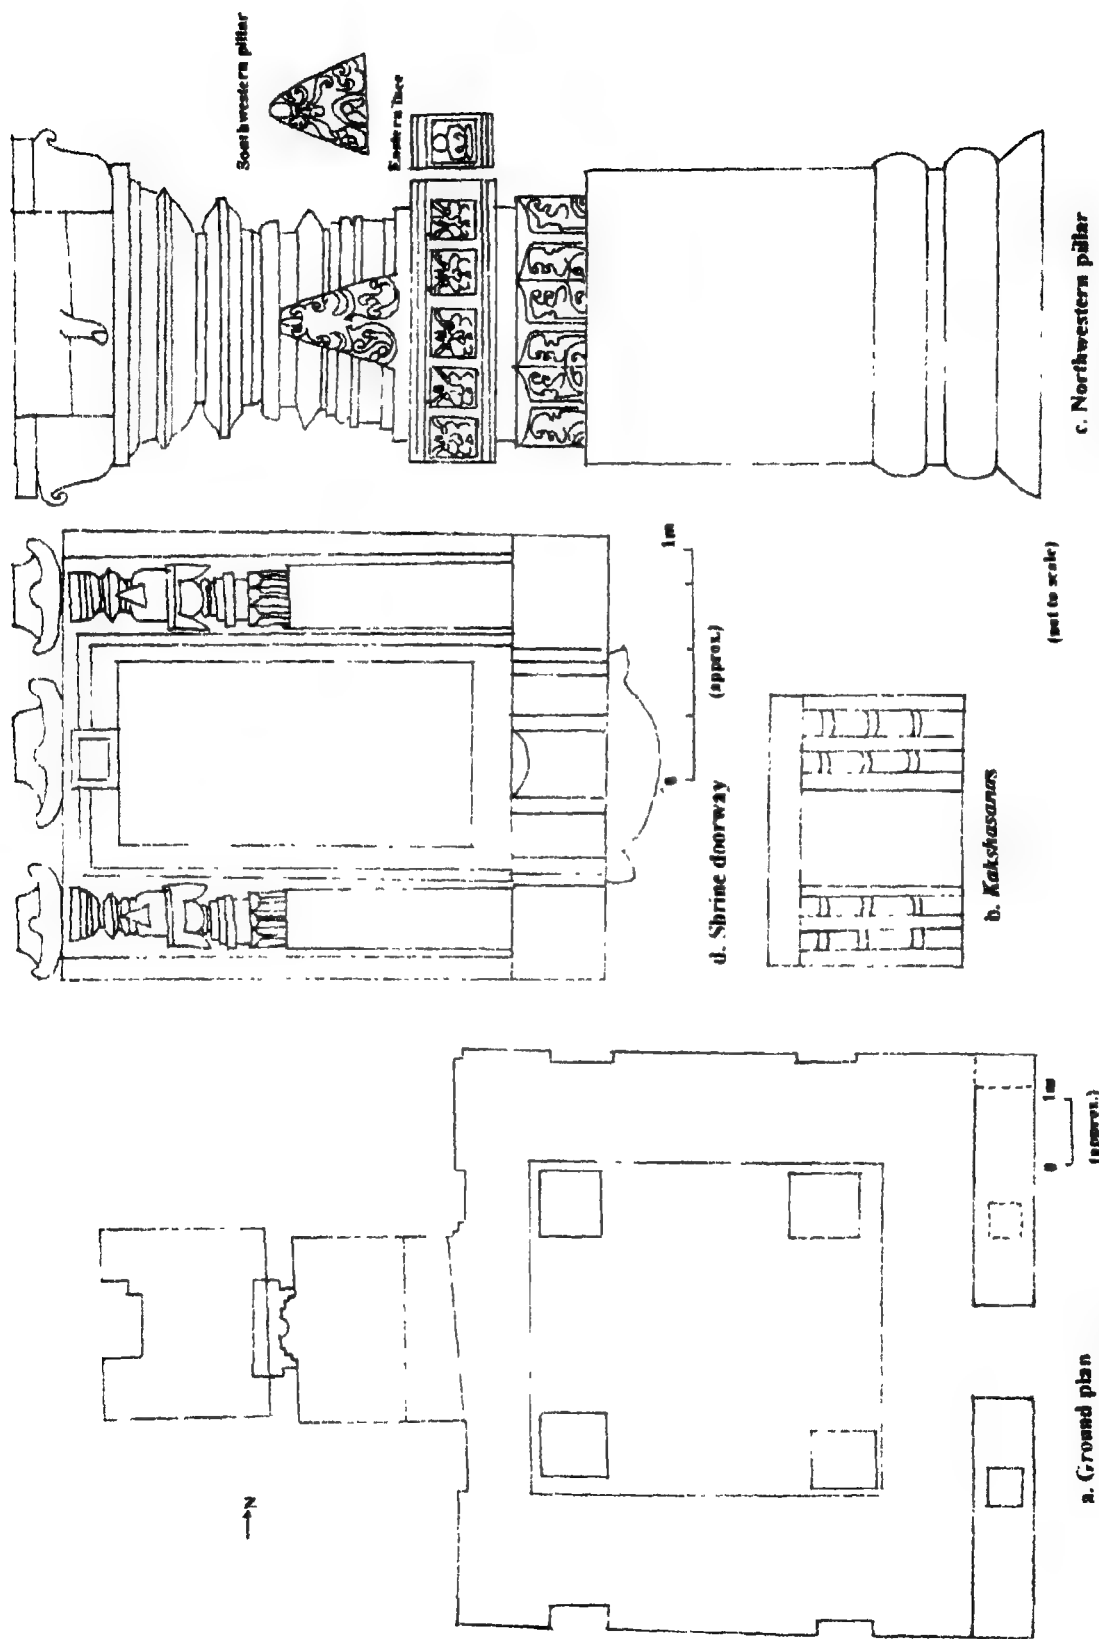 Southwestern pillar
Eastern face
c. Northwestern pillar
(not to scale)
0
1m
(approx.)
d. Shrine doorway
b. Kakshasanas
N
0
1m
(approx.)
a. Ground plan